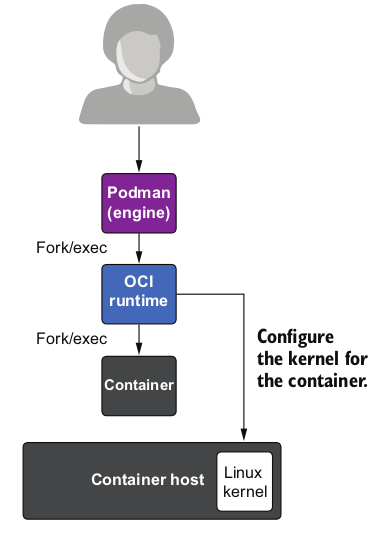 Podman
(engine)
Fork/exec
OCI
runtime
Fork/exec
Configure
the kernel for
the container.
Container
Container host
Linux
kernel